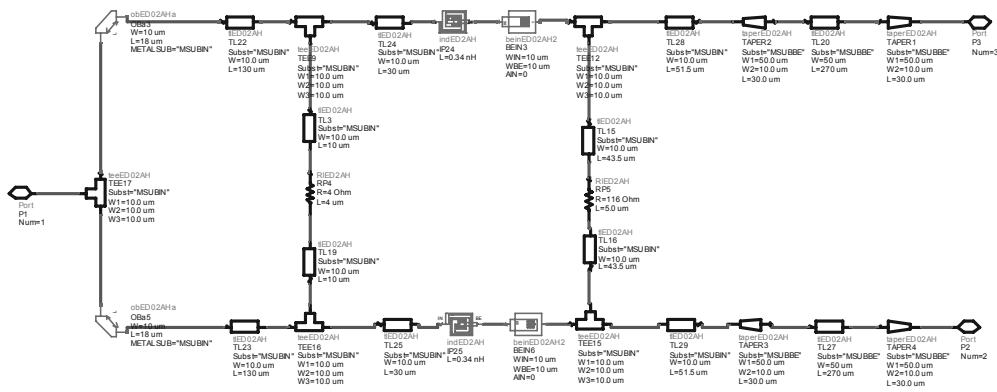 obED02AHa
OBa3
W=10 um
L=18 um
METALSUB="MSUBIN"
tlED02AH
TL22
Subst="MSUBIN"
W=10.0 um
L=130 um
teeED02AH
TEE9
Subst="MSUBIN"
W1=10.0 um
W2=10.0 um
W3=10.0 um
tlED02AH
TL24
Subst="MSUBIN"
W=10.0 um
L=30 um
indED2AH
IP24
L=0.34 nH
beinED02AH2
BEIN3
WIN=10 um
WBE=10 um
AIN=0
teeED02AH
TEE12
Subst="MSUBIN"
W1=10.0 um
W2=10.0 um
W3=10.0 um
tlED02AH
TL28
Subst="MSUBIN"
W=10.0 um
L=51.5 um
taperED02AH
TAPER2
Subst="MSUBBE"
W1=50.0 um
W2=10.0 um
L=30.0 um
tlED02AH
TL20
Subst="MSUBBE"
W=50 um
L=270 um
taperED02AH
TAPER1
Subst="MSUBBE"
W1=50.0 um
W2=10.0 um
L=30.0 um
Port
P3
Num=3
tlED02AH
TL3
Subst="MSUBIN"
W=10.0 um
L=10 um
tlED02AH
TL15
Subst="MSUBIN"
W=10.0 um
L=43.5 um
Port
P1
Num=1
teeED02AH
TEE17
Subst="MSUBIN"
W1=10.0 um
W2=10.0 um
W3=10.0 um
RIED2AH
RP4
R=4 Ohm
L=4 um
RIED2AH
RP5
R=116 Ohm
L=5.0 um
tlED02AH
TL19
Subst="MSUBIN"
W=10.0 um
L=10 um
tlED02AH
TL16
Subst="MSUBIN"
W=10.0 um
L=43.5 um
obED02AHa
OBa5
W=10 um
L=18 um
METALSUB="MSUBIN"
tlED02AH
TL23
Subst="MSUBIN"
W=10.0 um
L=130 um
teeED02AH
TEE16
Subst="MSUBIN"
W1=10.0 um
W2=10.0 um
W3=10.0 um
tlED02AH
TL25
Subst="MSUBIN"
W=10.0 um
L=30 um
IN
BE
indED2AH
IP25
L=0.34 nH
beinED02AH2
BEIN6
WIN=10 um
WBE=10 um
AIN=0
teeED02AH
TEE15
Subst="MSUBIN"
W1=10.0 um
W2=10.0 um
W3=10.0 um
tlED02AH
TL29
Subst="MSUBIN"
W=10.0 um
L=51.5 um
taperED02AH
TAPER3
Subst="MSUBBE"
W1=50.0 um
W2=10.0 um
L=30.0 um
tlED02AH
TL27
Subst="MSUBBE"
W=50 um
L=270 um
taperED02AH
TAPER4
Subst="MSUBBE"
W1=50.0 um
W2=10.0 um
L=30.0 um
Port
P2
Num=2